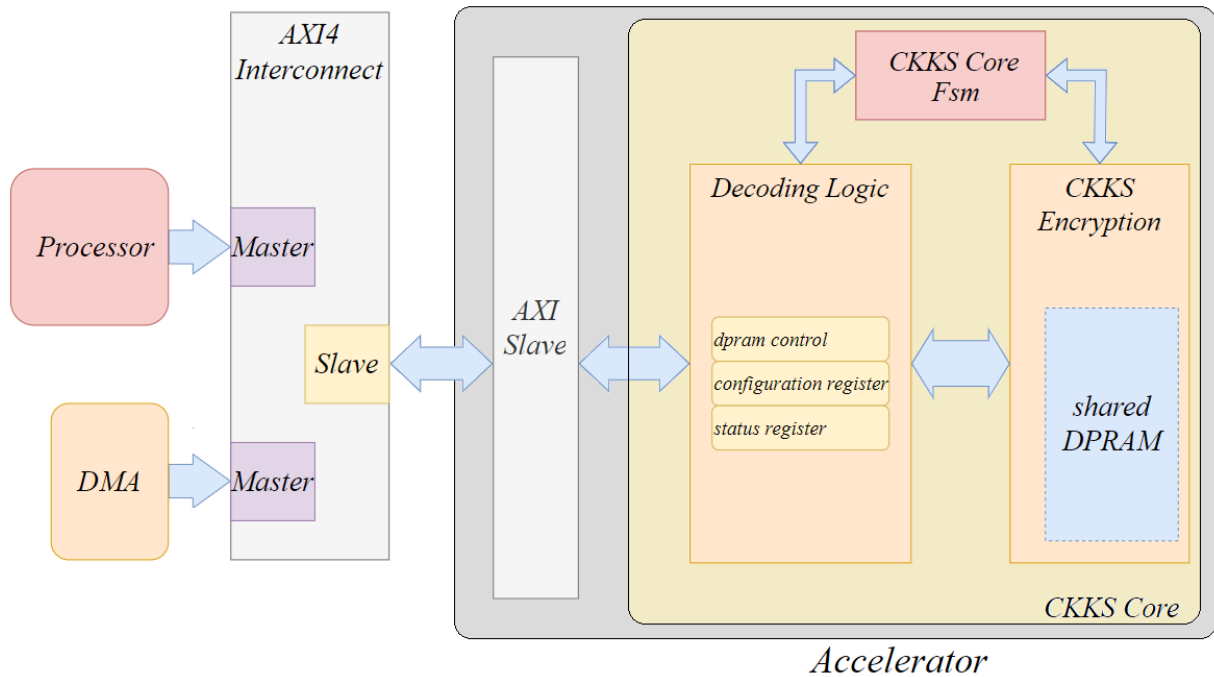 AXI4
Interconnect
Processor
Master
Slave
DMA
Master
AXI
Slave
CKKS Core
Fsm
Decoding Logic
dpram control
configuration register
status register
CKKS
Encryption
shared
DPRAM
CKKS Core
Accelerator